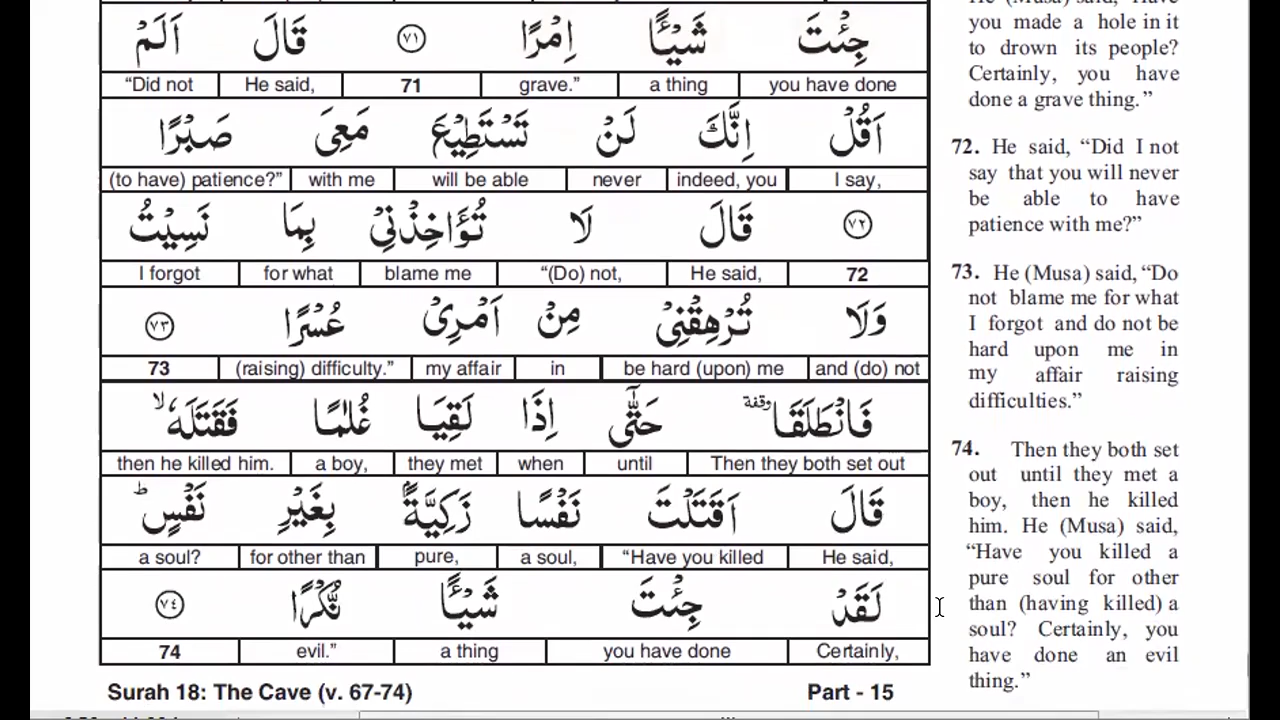 جِئْتَ شَيْـًٔا اِمْرًا ۝٧١ قَالَ اَلَمْ
you have done a thing grave.” 71 He said, “Did not
اَقُلْ اِنَّكَ لَنْ تَسْتَطِيْعَ مَعِيَ صَبْرًا
I say, indeed, you never will be able with me (to have) patience?”
۝٧٢ قَالَ لَا تُؤَاخِذْنِيْ بِمَا نَسِيْتُ
72 He said, “(Do) not, blame me for what I forgot
وَلَا تُرْهِقْنِيْ مِنْ اَمْرِيْ عُسْرًا ۝٧٣
and (do) not be hard (upon) me in my affair (raising) difficulty.” 73
فَانْطَلَقَا وقفة حَتّٰٓى اِذَا لَقِيَا غُلٰمًا فَقَتَلَهٗ ۙ
Then they both set out until when they met a boy, then he killed him.
قَالَ اَقَتَلْتَ نَفْسًا زَكِيَّةًۢ بِغَيْرِ نَفْسٍ ؕ
He said, “Have you killed a soul, pure, for other than a soul?
لَقَدْ جِئْتَ شَيْـًٔا نُّكْرًا ۝٧٤
Certainly, you have done a thing evil.” 74
you made a hole in it
to drown its people?
Certainly, you have
done a grave thing.”
72. He said, “Did I not
say that you will never
be able to have
patience with me?”
73. He (Musa) said, “Do
not blame me for what
I forgot and do not be
hard upon me in
my affair raising
difficulties.”
74. Then they both set
out until they met a
boy, then he killed
him. He (Musa) said,
“Have you killed a
pure soul for other
than (having killed) a
soul? Certainly, you
have done an evil
thing.”
Surah 18: The Cave (v. 67-74) Part - 15